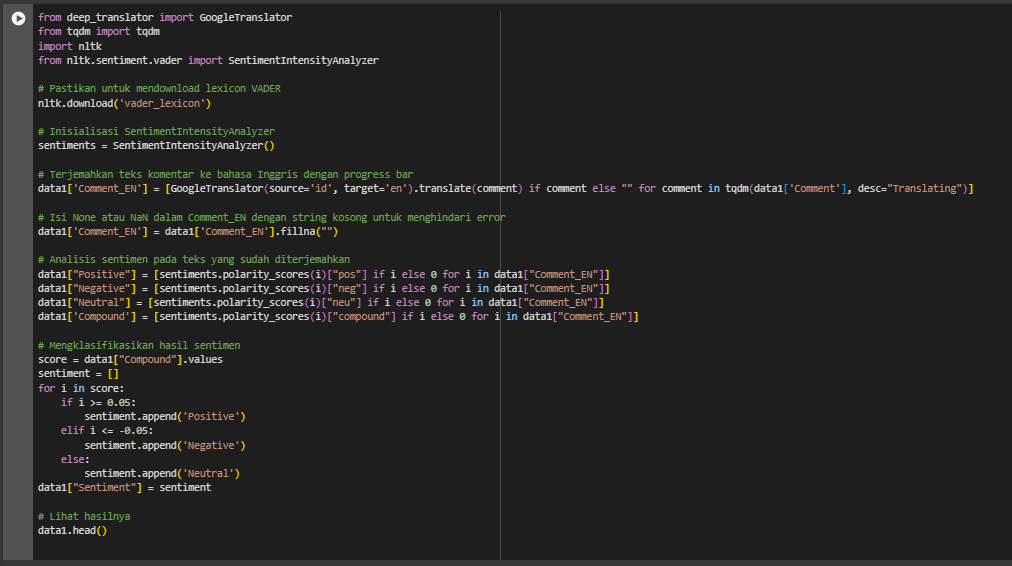 from deep_translator import GoogleTranslator
from tqdm import tqdm
import nltk
from nltk.sentiment.vader import SentimentIntensityAnalyzer

# Pastikan untuk mendownload lexicon VADER
nltk.download('vader_lexicon')

# Inisialisasi SentimentIntensityAnalyzer
sentiments = SentimentIntensityAnalyzer()

# Terjemahkan teks komentar ke bahasa Inggris dengan progress bar
data1['Comment_EN'] = [GoogleTranslator(source='id', target='en').translate(comment) if comment else "" for comment in tqdm(data1['Comment'], desc="Translating")]

# Isi None atau NaN dalam Comment_EN dengan string kosong untuk menghindari error
data1['Comment_EN'] = data1['Comment_EN'].fillna("")

# Analisis sentimen pada teks yang sudah diterjemahkan
data1["Positive"] = [sentiments.polarity_scores(i)["pos"] if i else 0 for i in data1["Comment_EN"]]
data1["Negative"] = [sentiments.polarity_scores(i)["neg"] if i else 0 for i in data1["Comment_EN"]]
data1["Neutral"] = [sentiments.polarity_scores(i)["neu"] if i else 0 for i in data1["Comment_EN"]]
data1['Compound'] = [sentiments.polarity_scores(i)["compound"] if i else 0 for i in data1["Comment_EN"]]

# Mengklasifikasikan hasil sentimen
score = data1["Compound"].values
sentiment = []
for i in score:
    if i >= 0.05:
        sentiment.append('Positive')
    elif i <= -0.05:
        sentiment.append('Negative')
    else:
        sentiment.append('Neutral')
data1["Sentiment"] = sentiment

# Lihat hasilnya
data1.head()